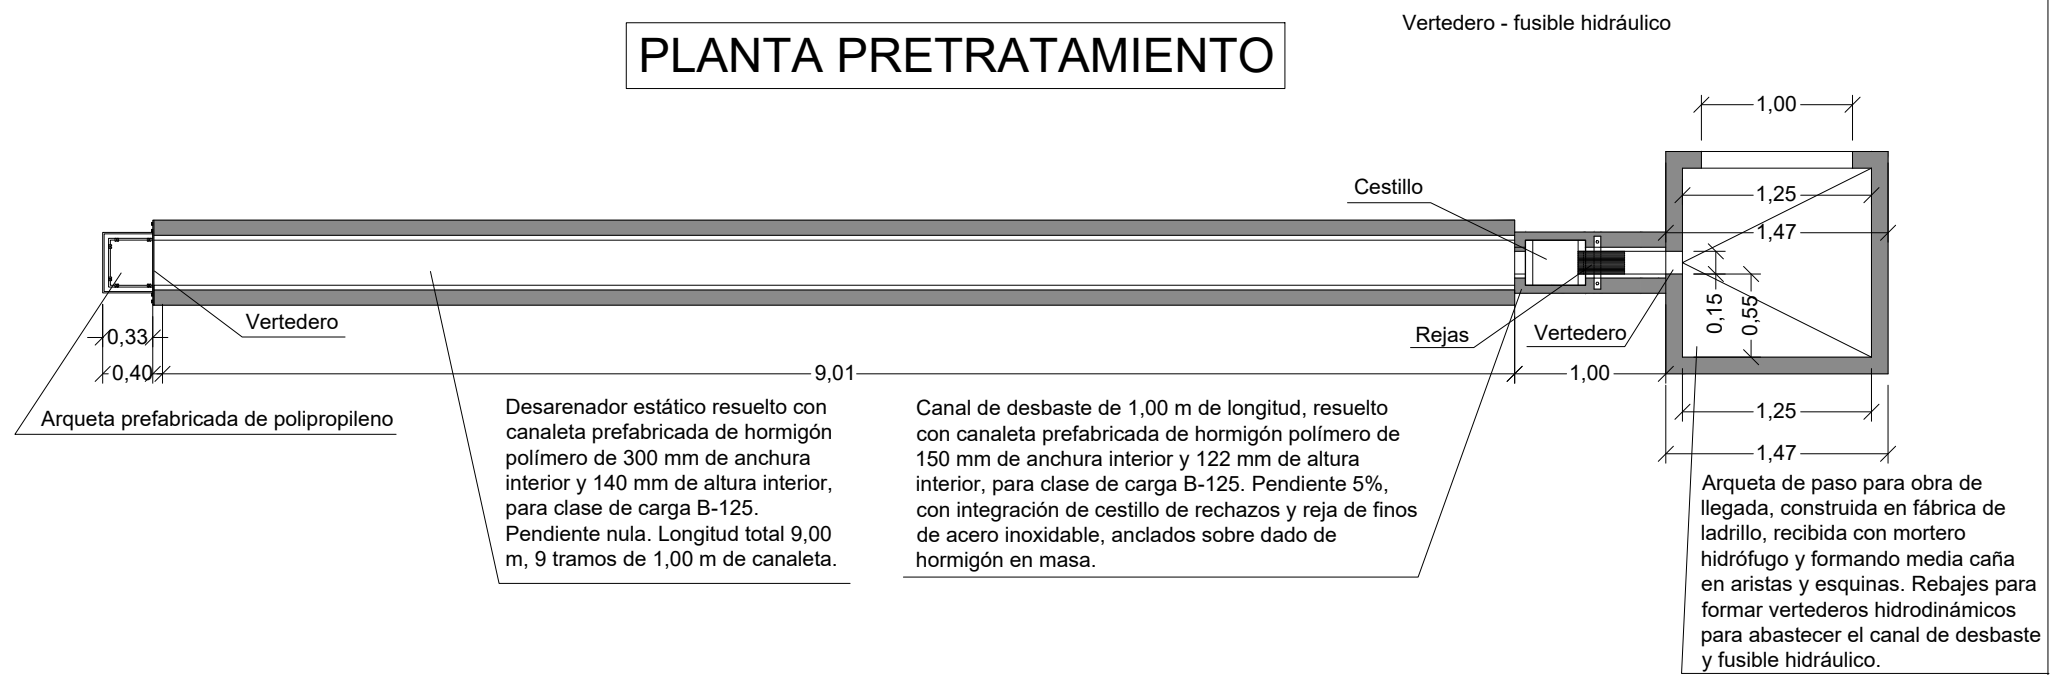 Vertedero - fusible hidráulico
PLANTA PRETRATAMIENTO
1,00
Cestillo
1,25
1,47
0,15
0,55
Vertedero
0,33
Rejas
Vertedero
0,40
9,01
1,00
Arqueta prefabricada de polipropileno
1,25
1,47
Desarenador estático resuelto con
canaleta prefabricada de hormigón
polímero de 300 mm de anchura
interior y 140 mm de altura interior,
para clase de carga B-125.
Pendiente nula. Longitud total 9,00
m, 9 tramos de 1,00 m de canaleta.
Canal de desbaste de 1,00 m de longitud, resuelto
con canaleta prefabricada de hormigón polímero de
150 mm de anchura interior y 122 mm de altura
interior, para clase de carga B-125. Pendiente 5%,
con integración de cestillo de rechazos y reja de finos
de acero inoxidable, anclados sobre dado de
hormigón en masa.
Arqueta de paso para obra de
llegada, construida en fábrica de
ladrillo, recibida con mortero
hidrófugo y formando media caña
en aristas y esquinas. Rebajes para
formar vertederos hidrodinámicos
para abastecer el canal de desbaste
y fusible hidráulico.